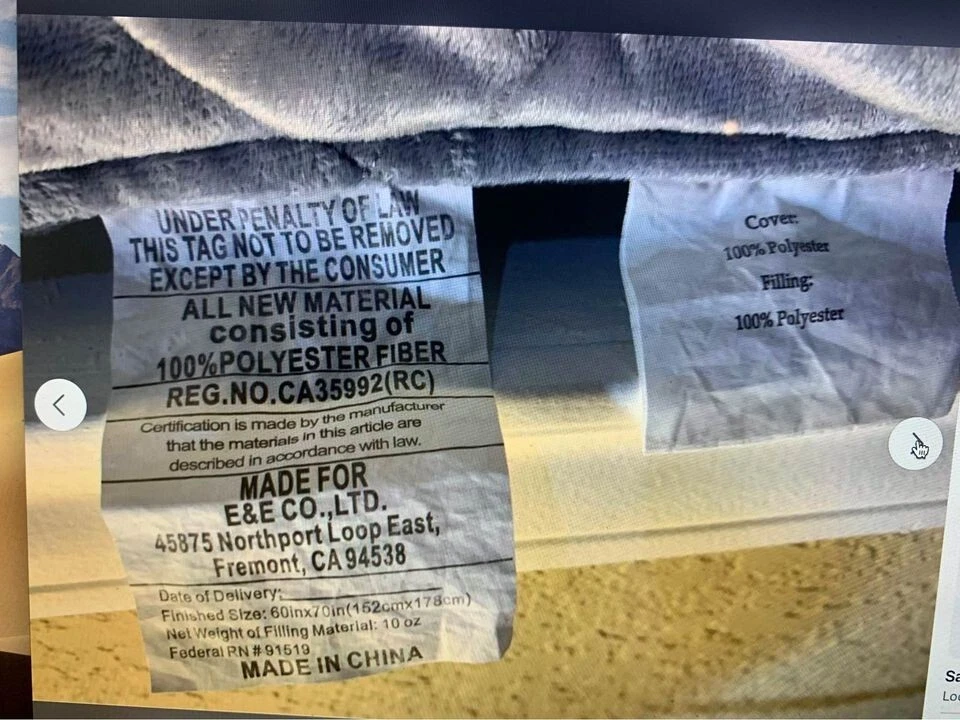 UNDER PENALTY OF LAW
THIS TAG NOT TO BE REMOVED
EXCEPT BY THE CONSUMER
ALL NEW MATERIAL
consisting of
100%POLYESTER FIBER
REG.NO.CA35992(RC)
Certification is made by the manufacturer
that the materials in this article are
described in accordance with law.
MADE FOR
E&E CO.,LTD.
45875 Northport Loop East,
Fremont, CA 94538
Date of Delivery:
Finished Size: 60inx70in(152cmx178cm)
Net Weight of Filling Material: 10 oz
Federal RN # 91519
MADE IN CHINA
Cover:
100% Polyester
Filling:
100% Polyester